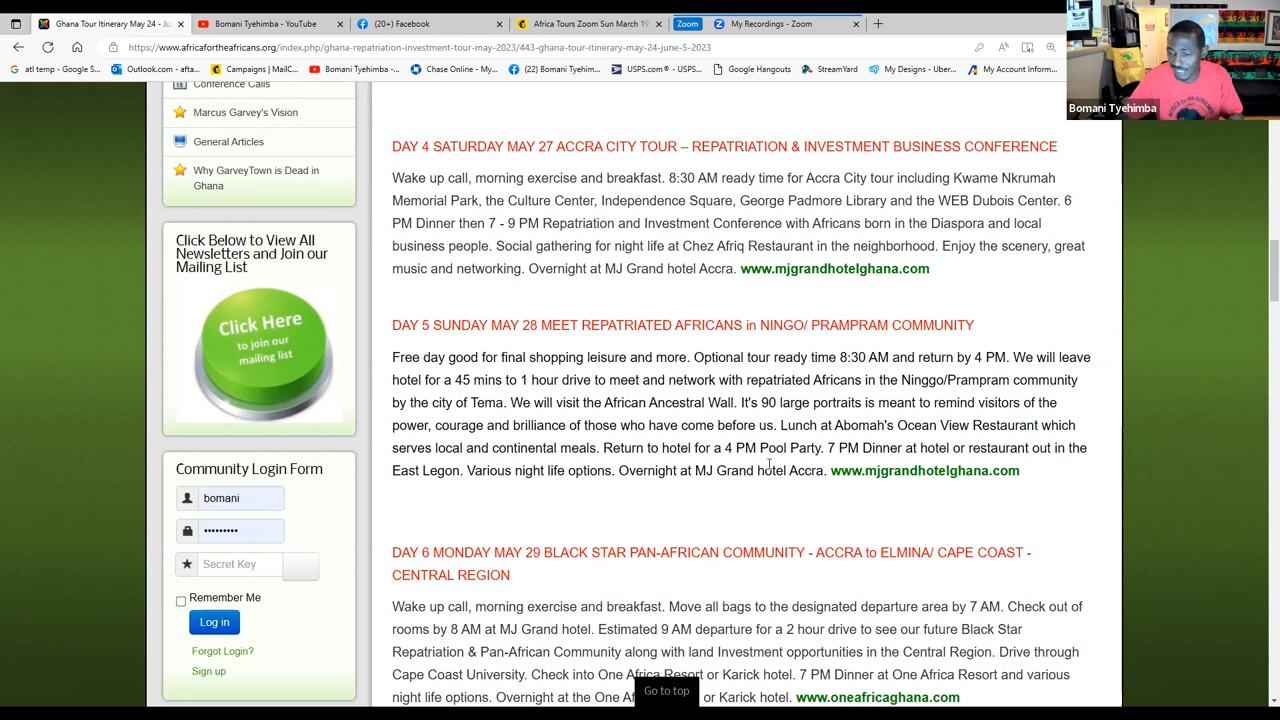 Ghana Tour Itinerary May 24 - Ju
Bomani Tyehimba - YouTube
(20+) Facebook
Africa Tours Zoom Sun March 19
Zoom
My Recordings - Zoom
https://www.africafortheafricans.org/index.php/ghana-repatriation-investment-tour-may-2023/443-ghana-tour-itinerary-may-24-june-5-2023
atl temp - Google S...
Outlook.com - afta...
Campaigns | MailC...
Bomani Tyehimba -...
Chase Online - My...
(22) Bomani Tyehim...
USPS.com® - USPS...
Google Hangouts
StreamYard
My Designs - Uber...
My Account Inform...
Bomani Tyehimba
Conference Calls
Marcus Garvey's Vision
General Articles
Why GarveyTown is Dead in
Ghana
Click Below to View All
Newsletters and Join our
Mailing List
Click Here
to join our
mailing list
Community Login Form
bomani
•••••••••
Secret Key
Remember Me
Log in
Forgot Login?
Sign up
DAY 4 SATURDAY MAY 27 ACCRA CITY TOUR – REPATRIATION & INVESTMENT BUSINESS CONFERENCE
Wake up call, morning exercise and breakfast. 8:30 AM ready time for Accra City tour including Kwame Nkrumah
Memorial Park, the Culture Center, Independence Square, George Padmore Library and the WEB Dubois Center. 6
PM Dinner then 7 - 9 PM Repatriation and Investment Conference with Africans born in the Diaspora and local
business people. Social gathering for night life at Chez Afriq Restaurant in the neighborhood. Enjoy the scenery, great
music and networking. Overnight at MJ Grand hotel Accra. www.mjgrandhotelghana.com
DAY 5 SUNDAY MAY 28 MEET REPATRIATED AFRICANS in NINGO/ PRAMPRAM COMMUNITY
Free day good for final shopping leisure and more. Optional tour ready time 8:30 AM and return by 4 PM. We will leave
hotel for a 45 mins to 1 hour drive to meet and network with repatriated Africans in the Ninggo/Prampram community
by the city of Tema. We will visit the African Ancestral Wall. It's 90 large portraits is meant to remind visitors of the
power, courage and brilliance of those who have come before us. Lunch at Abomah's Ocean View Restaurant which
serves local and continental meals. Return to hotel for a 4 PM Pool Party. 7 PM Dinner at hotel or restaurant out in the
East Legon. Various night life options. Overnight at MJ Grand hotel Accra. www.mjgrandhotelghana.com
DAY 6 MONDAY MAY 29 BLACK STAR PAN-AFRICAN COMMUNITY - ACCRA to ELMINA/ CAPE COAST -
CENTRAL REGION
Wake up call, morning exercise and breakfast. Move all bags to the designated departure area by 7 AM. Check out of
rooms by 8 AM at MJ Grand hotel. Estimated 9 AM departure for a 2 hour drive to see our future Black Star
Repatriation & Pan-African Community along with land Investment opportunities in the Central Region. Drive through
Cape Coast University. Check into One Africa Resort or Karick hotel. 7 PM Dinner at One Africa Resort and various
night life options. Overnight at the One Af or Karick hotel. www.oneafricaghana.com
Go to top